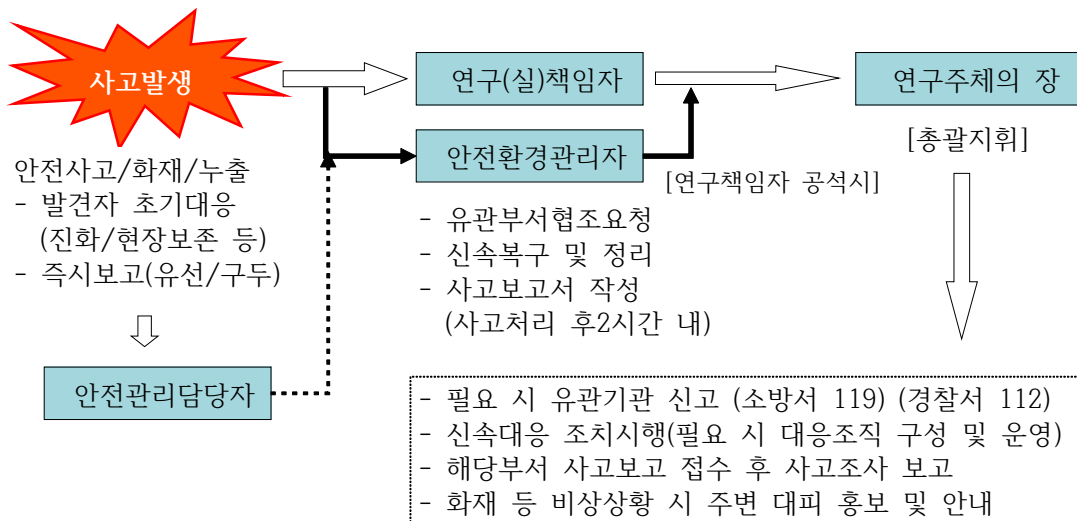 사고발생
연구(실)책임자
연구주체의 장
안전환경관리자
[총괄지휘]
[연구책임자 공석시]
안전사고/화재/누출
- 발견자 초기대응
(진화/현장보존 등)
- 즉시보고(유선/구두)
- 유관부서협조요청
- 신속복구 및 정리
- 사고보고서 작성
(사고처리 후2시간 내)
안전관리담당자
- 필요 시 유관기관 신고 (소방서 119) (경찰서 112)
- 신속대응 조치시행(필요 시 대응조직 구성 및 운영)
- 해당부서 사고보고 접수 후 사고조사 보고
- 화재 등 비상상황 시 주변 대피 홍보 및 안내